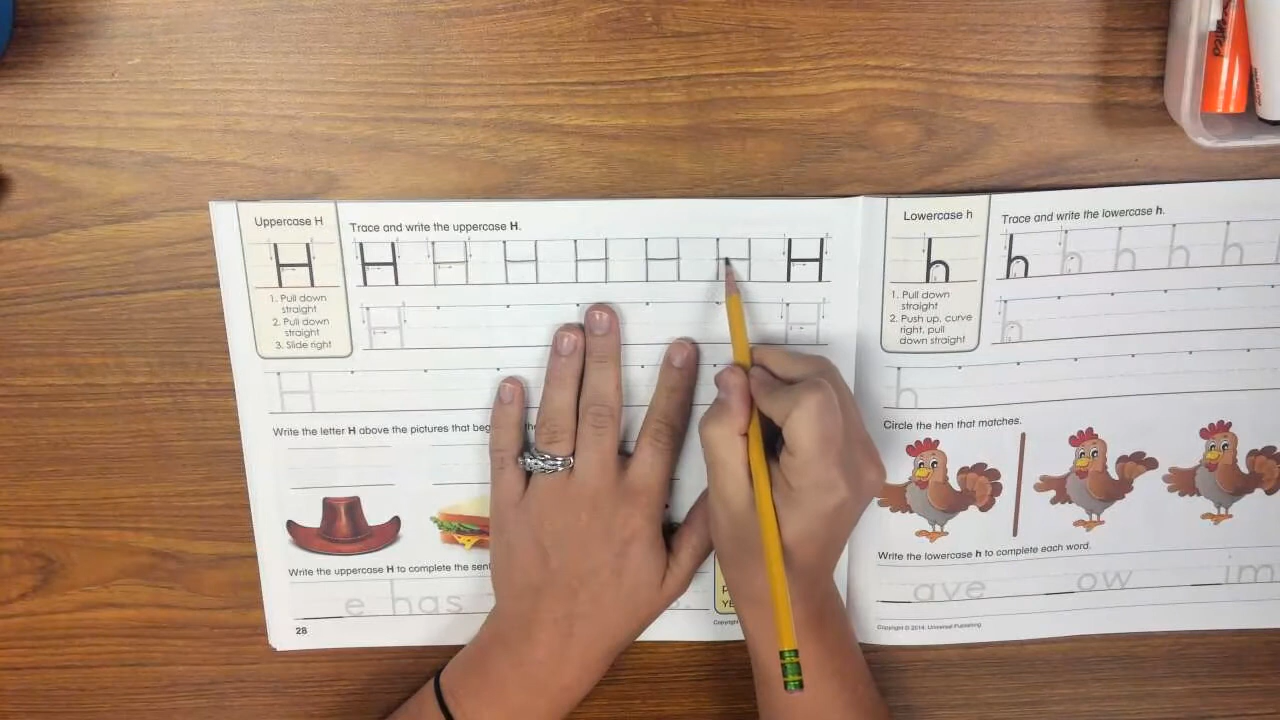 Uppercase H
H
1. Pull down
straight
2. Pull down
straight
3. Slide right
Trace and write the uppercase H.
H H H H H H H
H H
H
Write the letter H above the pictures that
Write the uppercase H to complete the
e has
28
Lowercase h
h
1. Pull down
straight
2. Push up, curve
right, pull
down straight
Trace and write the lowercase h.
h h h h h
h
h
Circle the hen that matches.
Write the lowercase h to complete each word.
ave ow im
Copyright © 2014 Universal Publishing